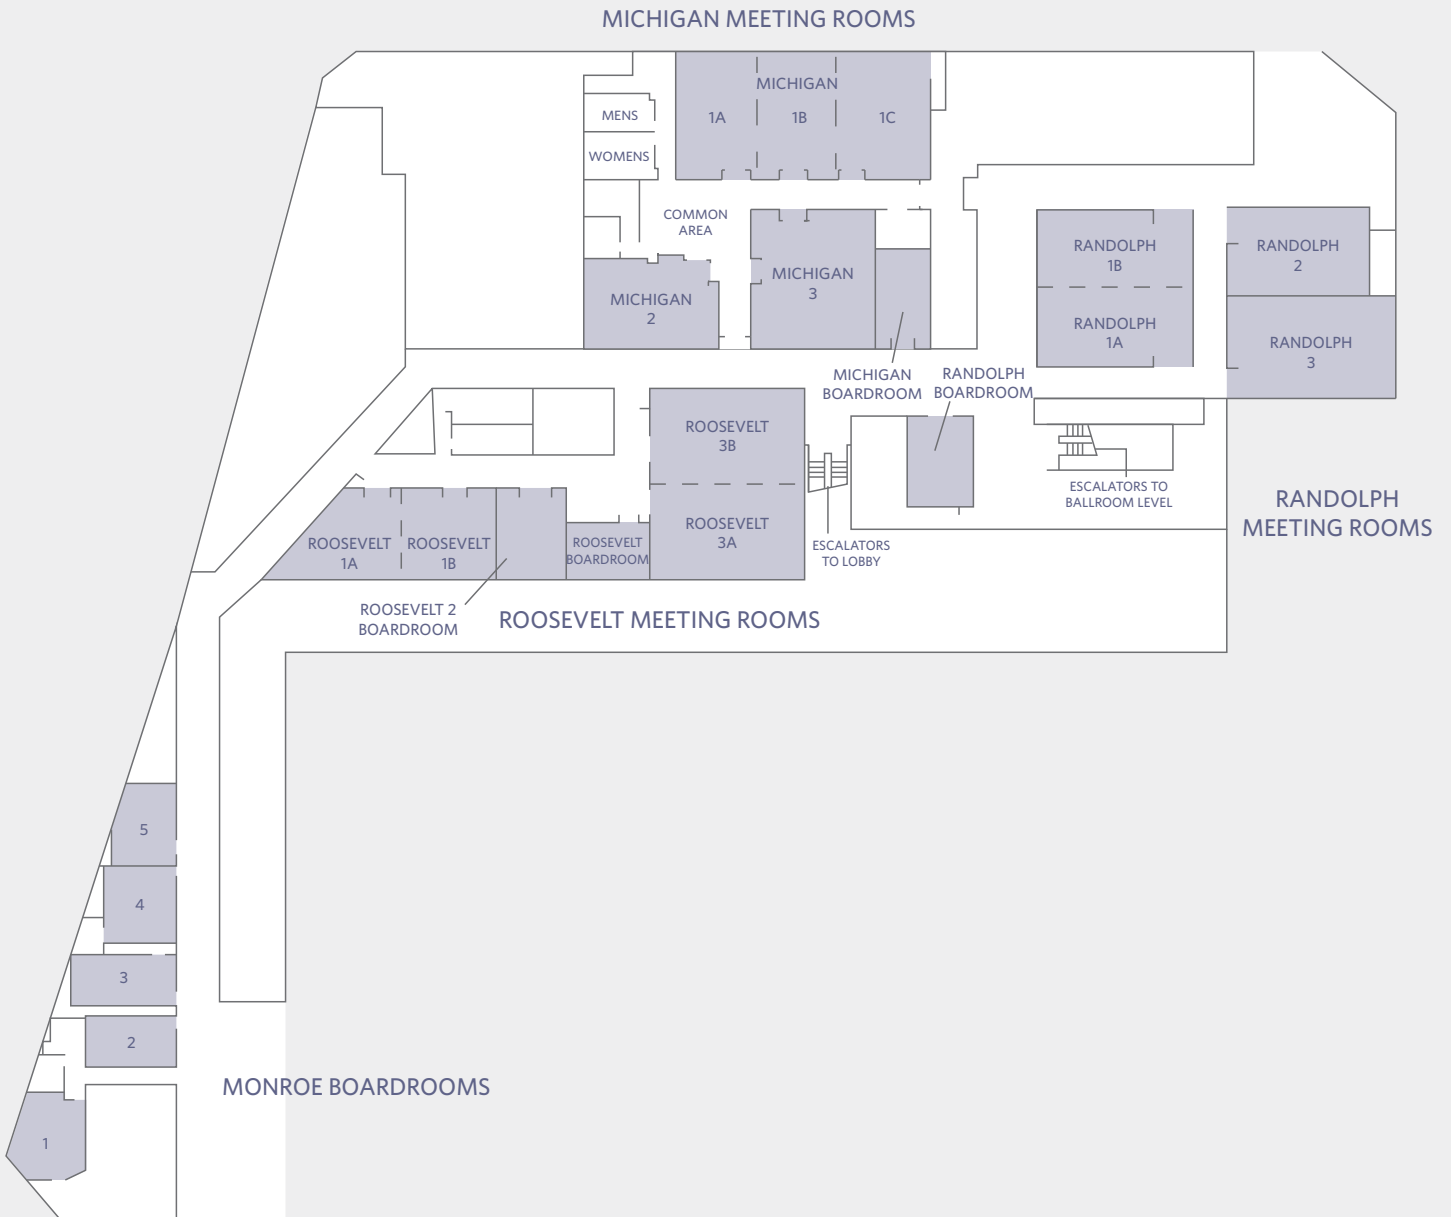 MICHIGAN MEETING ROOMS
MICHIGAN
1A
1B
1C
MENS
WOMENS
COMMON
AREA
MICHIGAN
2
MICHIGAN
3
MICHIGAN
BOARDROOM
RANDOLPH
BOARDROOM
RANDOLPH
1B
RANDOLPH
1A
RANDOLPH
2
RANDOLPH
3
ROOSEVELT
3B
ROOSEVELT
3A
ESCALATORS
TO LOBBY
ESCALATORS TO
BALLROOM LEVEL
RANDOLPH
MEETING ROOMS
ROOSEVELT
1A
ROOSEVELT
1B
ROOSEVELT
BOARDROOM
ROOSEVELT 2
BOARDROOM
ROOSEVELT MEETING ROOMS
5
4
3
2
MONROE BOARDROOMS
1